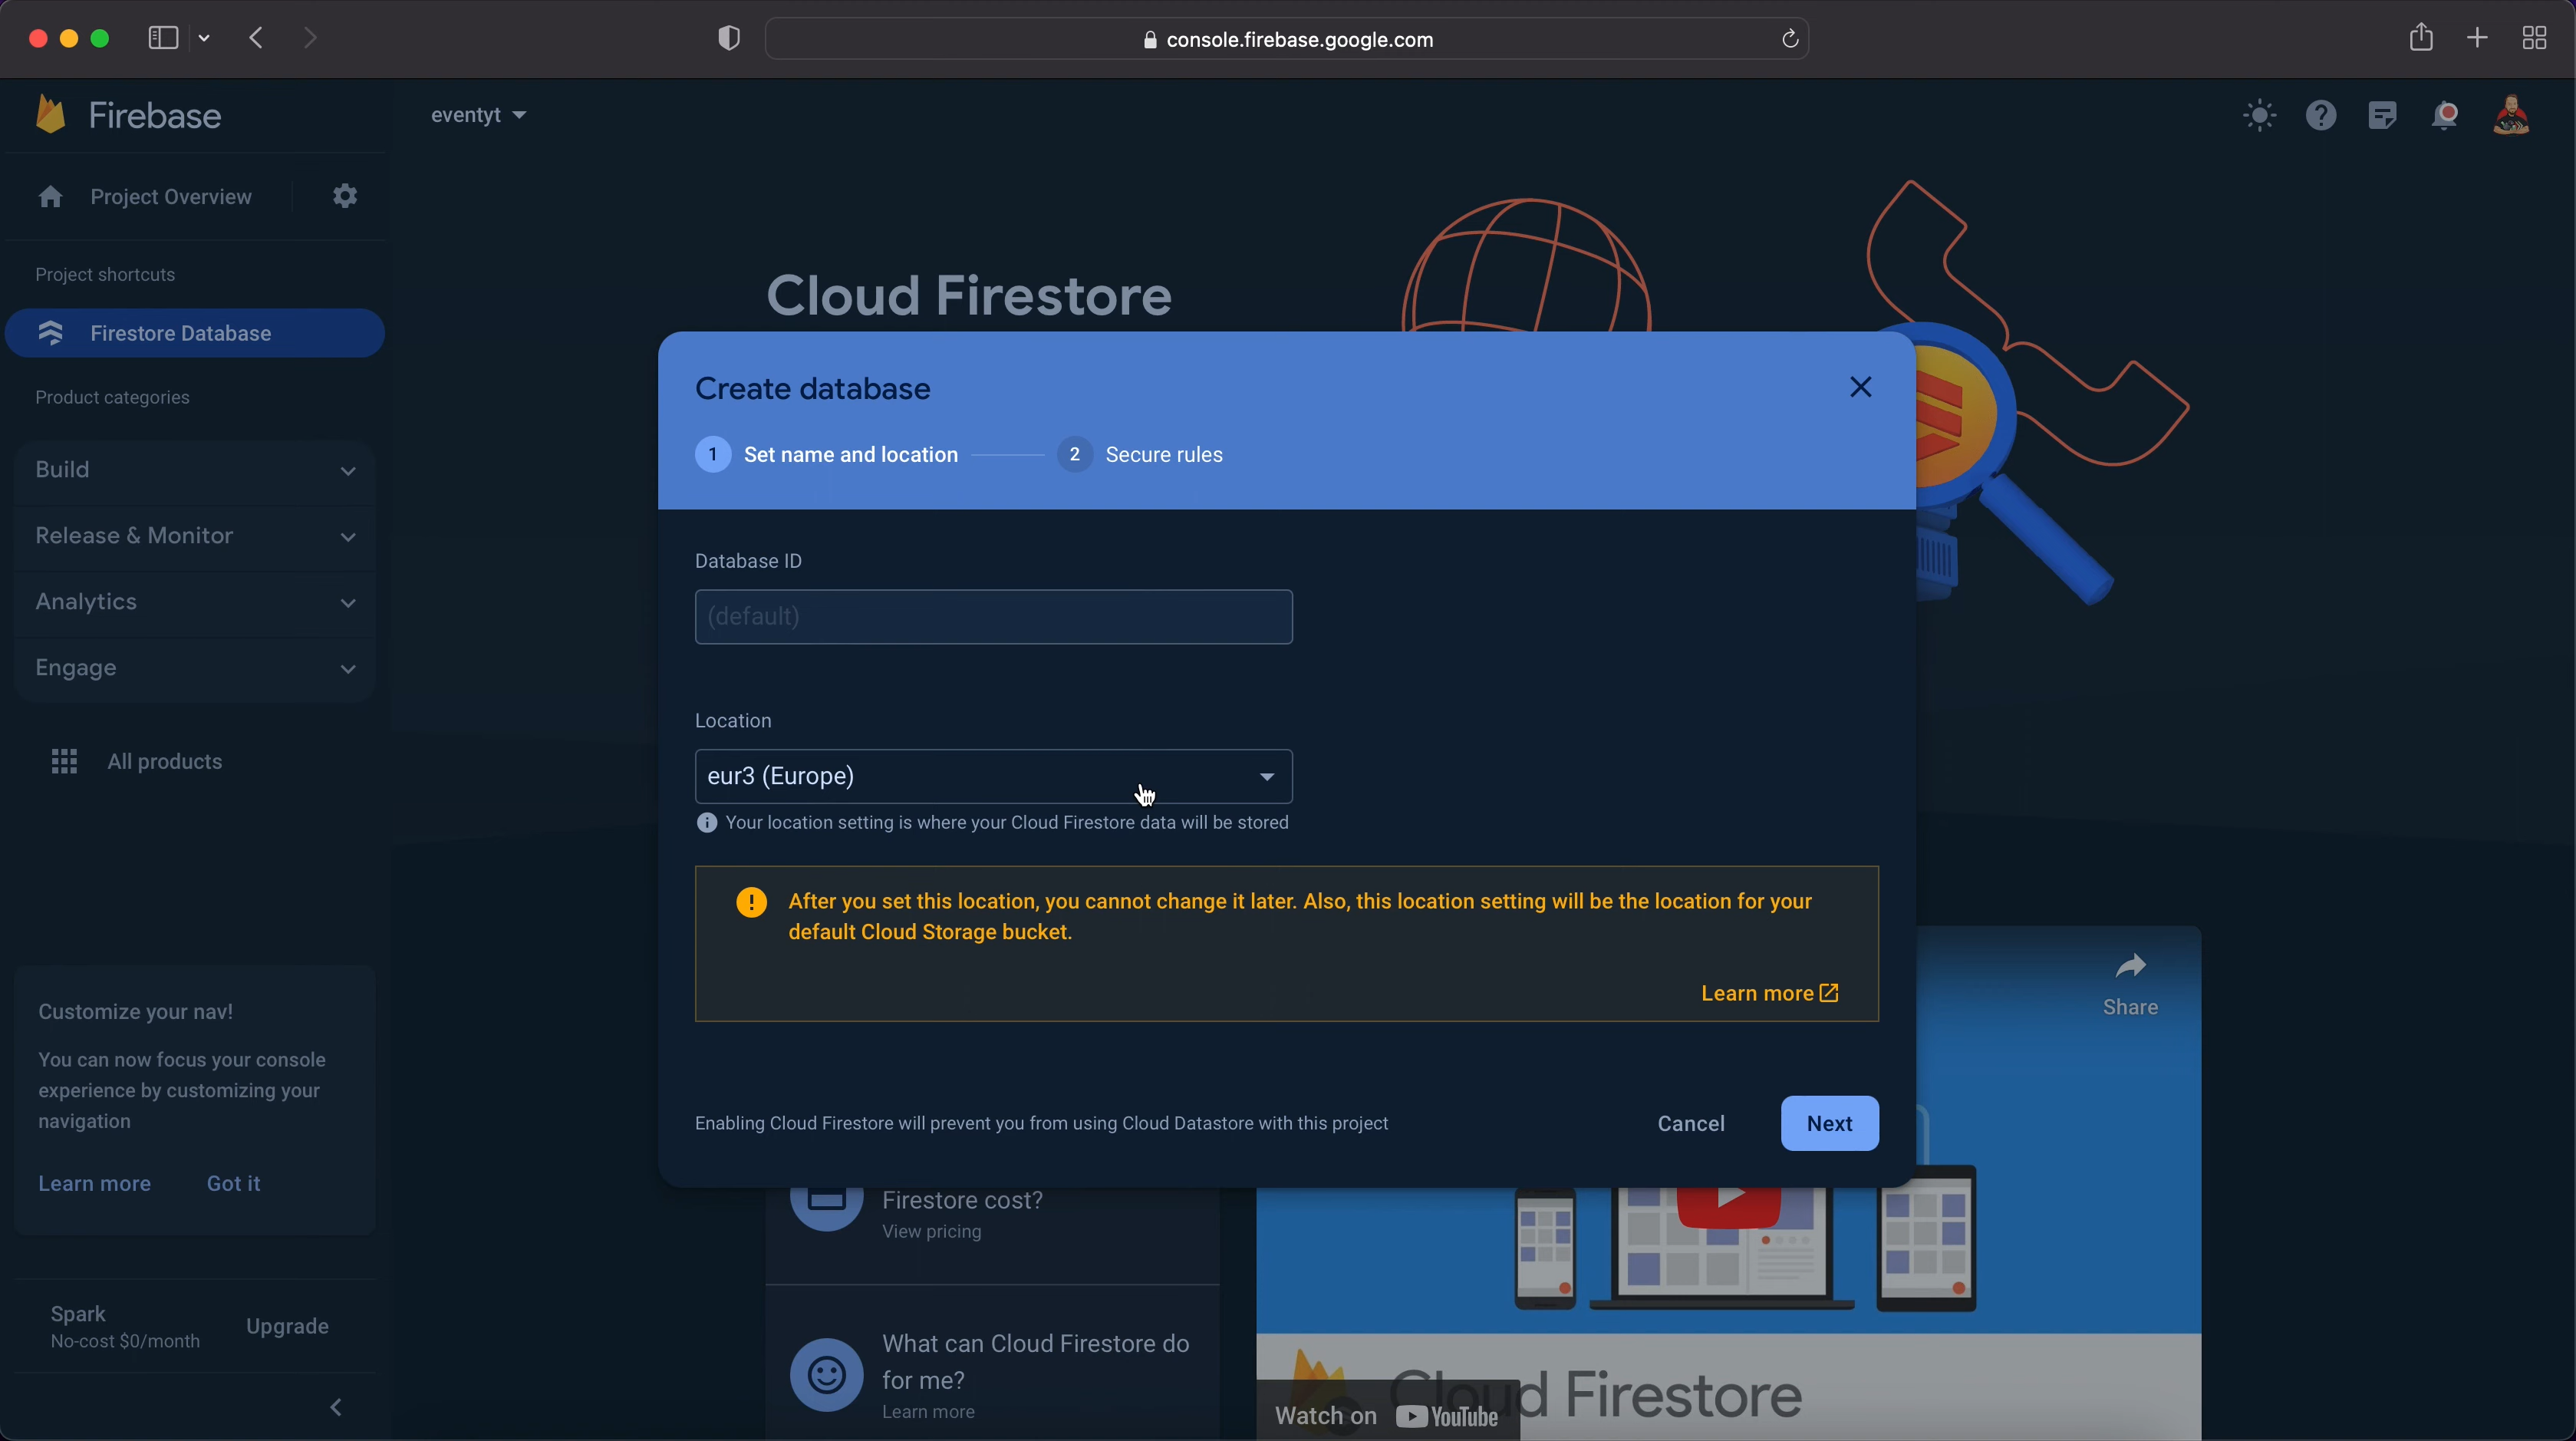 console.firebase.google.com
Firebase
eventyt
Project Overview
Project shortcuts
Firestore Database
Product categories
Build
Release & Monitor
Analytics
Engage
All products
Customize your nav!
You can now focus your console
experience by customizing your
navigation
Learn more
Got it
Spark
No-cost $0/month
Upgrade
Cloud Firestore
Create database
1 Set name and location
2 Secure rules
Database ID
(default)
Location
eur3 (Europe)
Your location setting is where your Cloud Firestore data will be stored
After you set this location, you cannot change it later. Also, this location setting will be the location for your
default Cloud Storage bucket.
Learn more
Enabling Cloud Firestore will prevent you from using Cloud Datastore with this project
Cancel
Next
Firestore cost?
View pricing
What can Cloud Firestore do
for me?
Learn more
Share
Cloud Firestore
Watch on YouTube